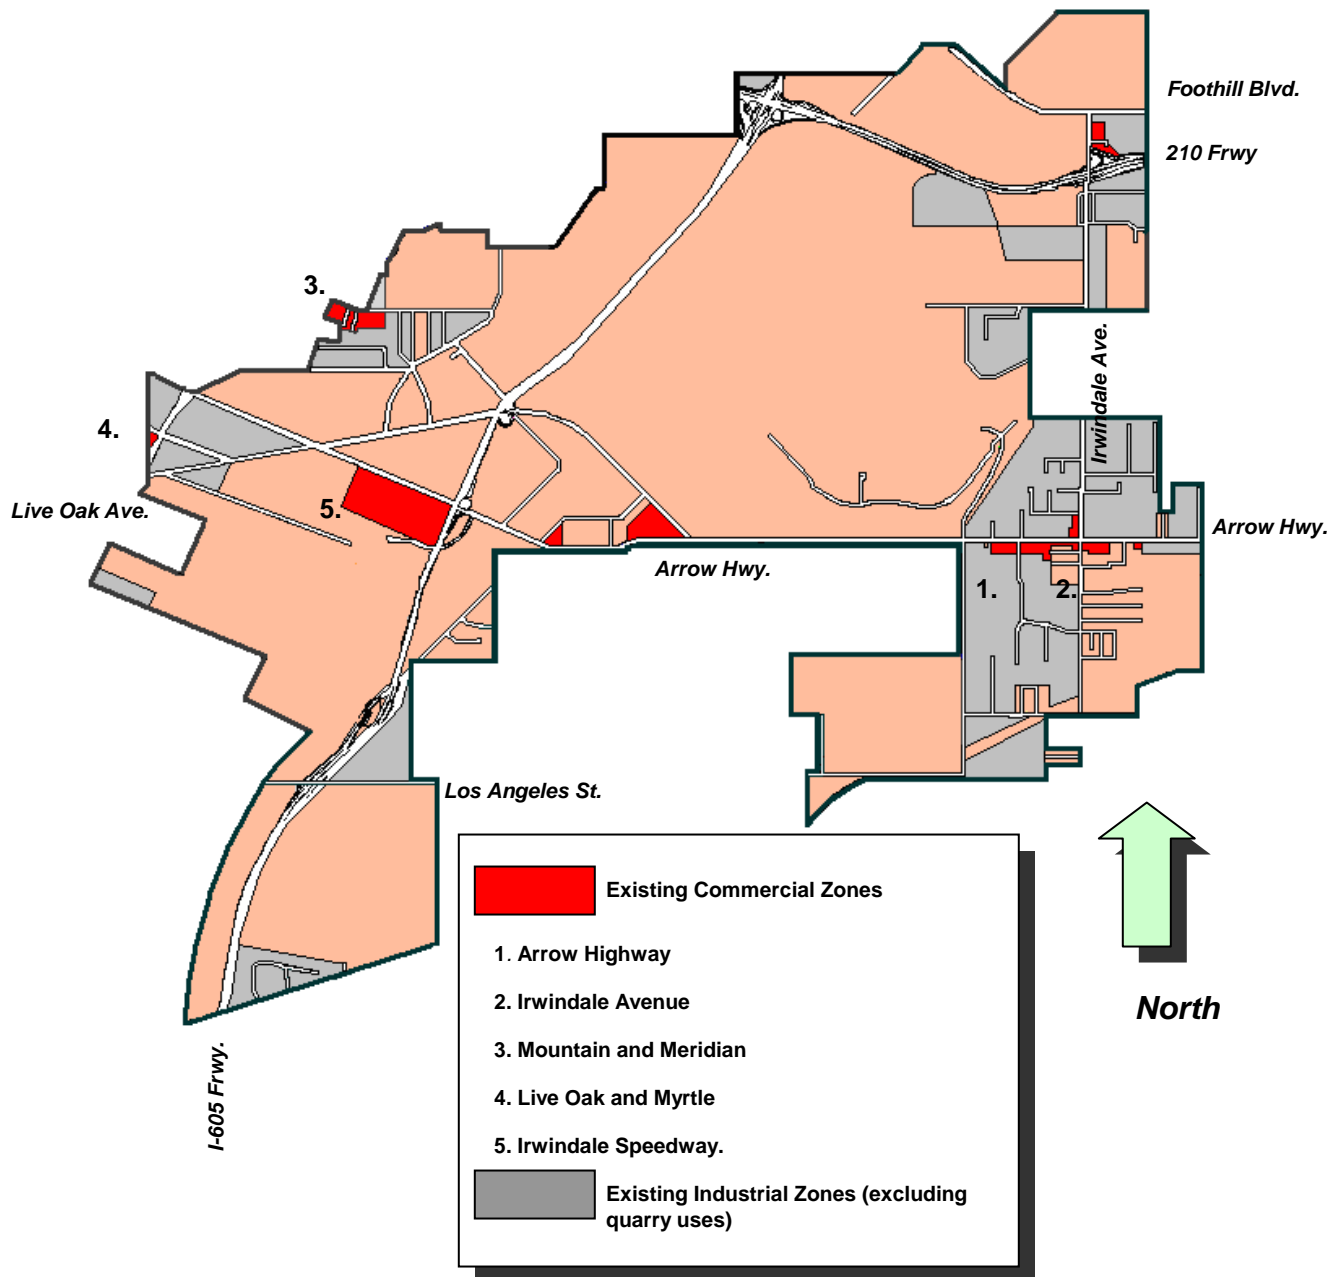 Foothill Blvd.
210 Frwy
3.
Irwindale Ave.
4.
5.
Live Oak Ave.
Arrow Hwy.
Arrow Hwy.
1.
2.
Los Angeles St.
Existing Commercial Zones
1. Arrow Highway
2. Irwindale Avenue
3. Mountain and Meridian
4. Live Oak and Myrtle
5. Irwindale Speedway.
Existing Industrial Zones (excluding
quarry uses)
North
I-605 Frwy.